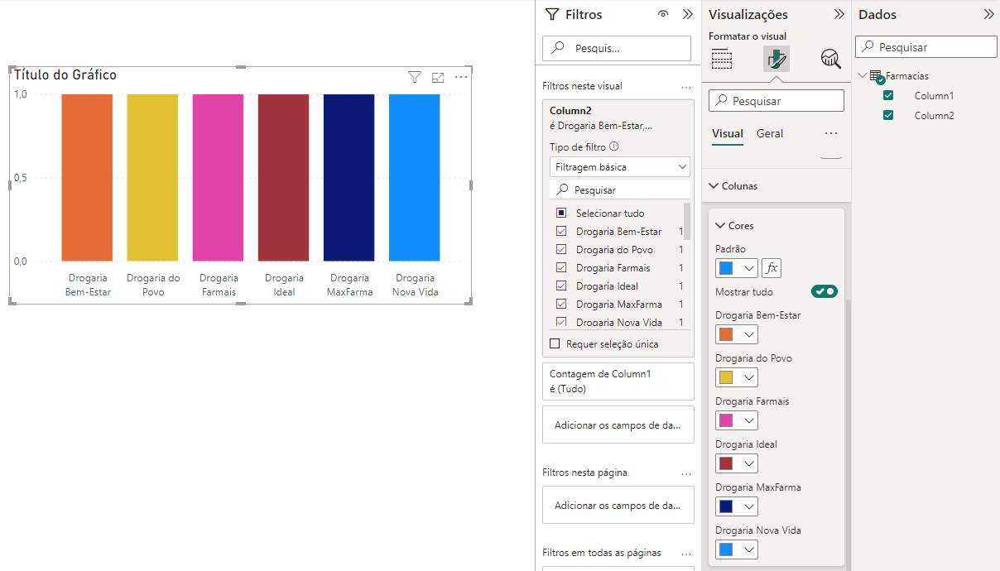 Título do Gráfico
1,0
0,5
0,0
Drogaria
Bem-Estar
Drogaria do
Povo
Drogaria
Farmais
Drogaria
Ideal
Drogaria
MaxFarma
Drogaria
Nova Vida
Filtros
Pesquis...
Filtros neste visual
...
Column2
é Drogaria Bem-Estar,...
Tipo de filtro
Filtragem básica
Pesquisar
Selecionar tudo
Drogaria Bem-Estar 1
Drogaria do Povo 1
Drogaria Farmais 1
Drogaria Ideal 1
Drogaria MaxFarma 1
Drogaria Nova Vida 1
Requer seleção única
Contagem de Column1
é (Tudo)
Adicionar os campos de da...
Filtros nesta página
...
Adicionar os campos de da...
Filtros em todas as páginas
...
Visualizações
Formatar o visual
Pesquisar
Visual Geral ...
Colunas
Cores
Padrão
fx
Mostrar tudo
Drogaria Bem-Estar
Drogaria do Povo
Drogaria Farmais
Drogaria Ideal
Drogaria MaxFarma
Drogaria Nova Vida
Dados
Pesquisar
Farmacias
Column1
Column2